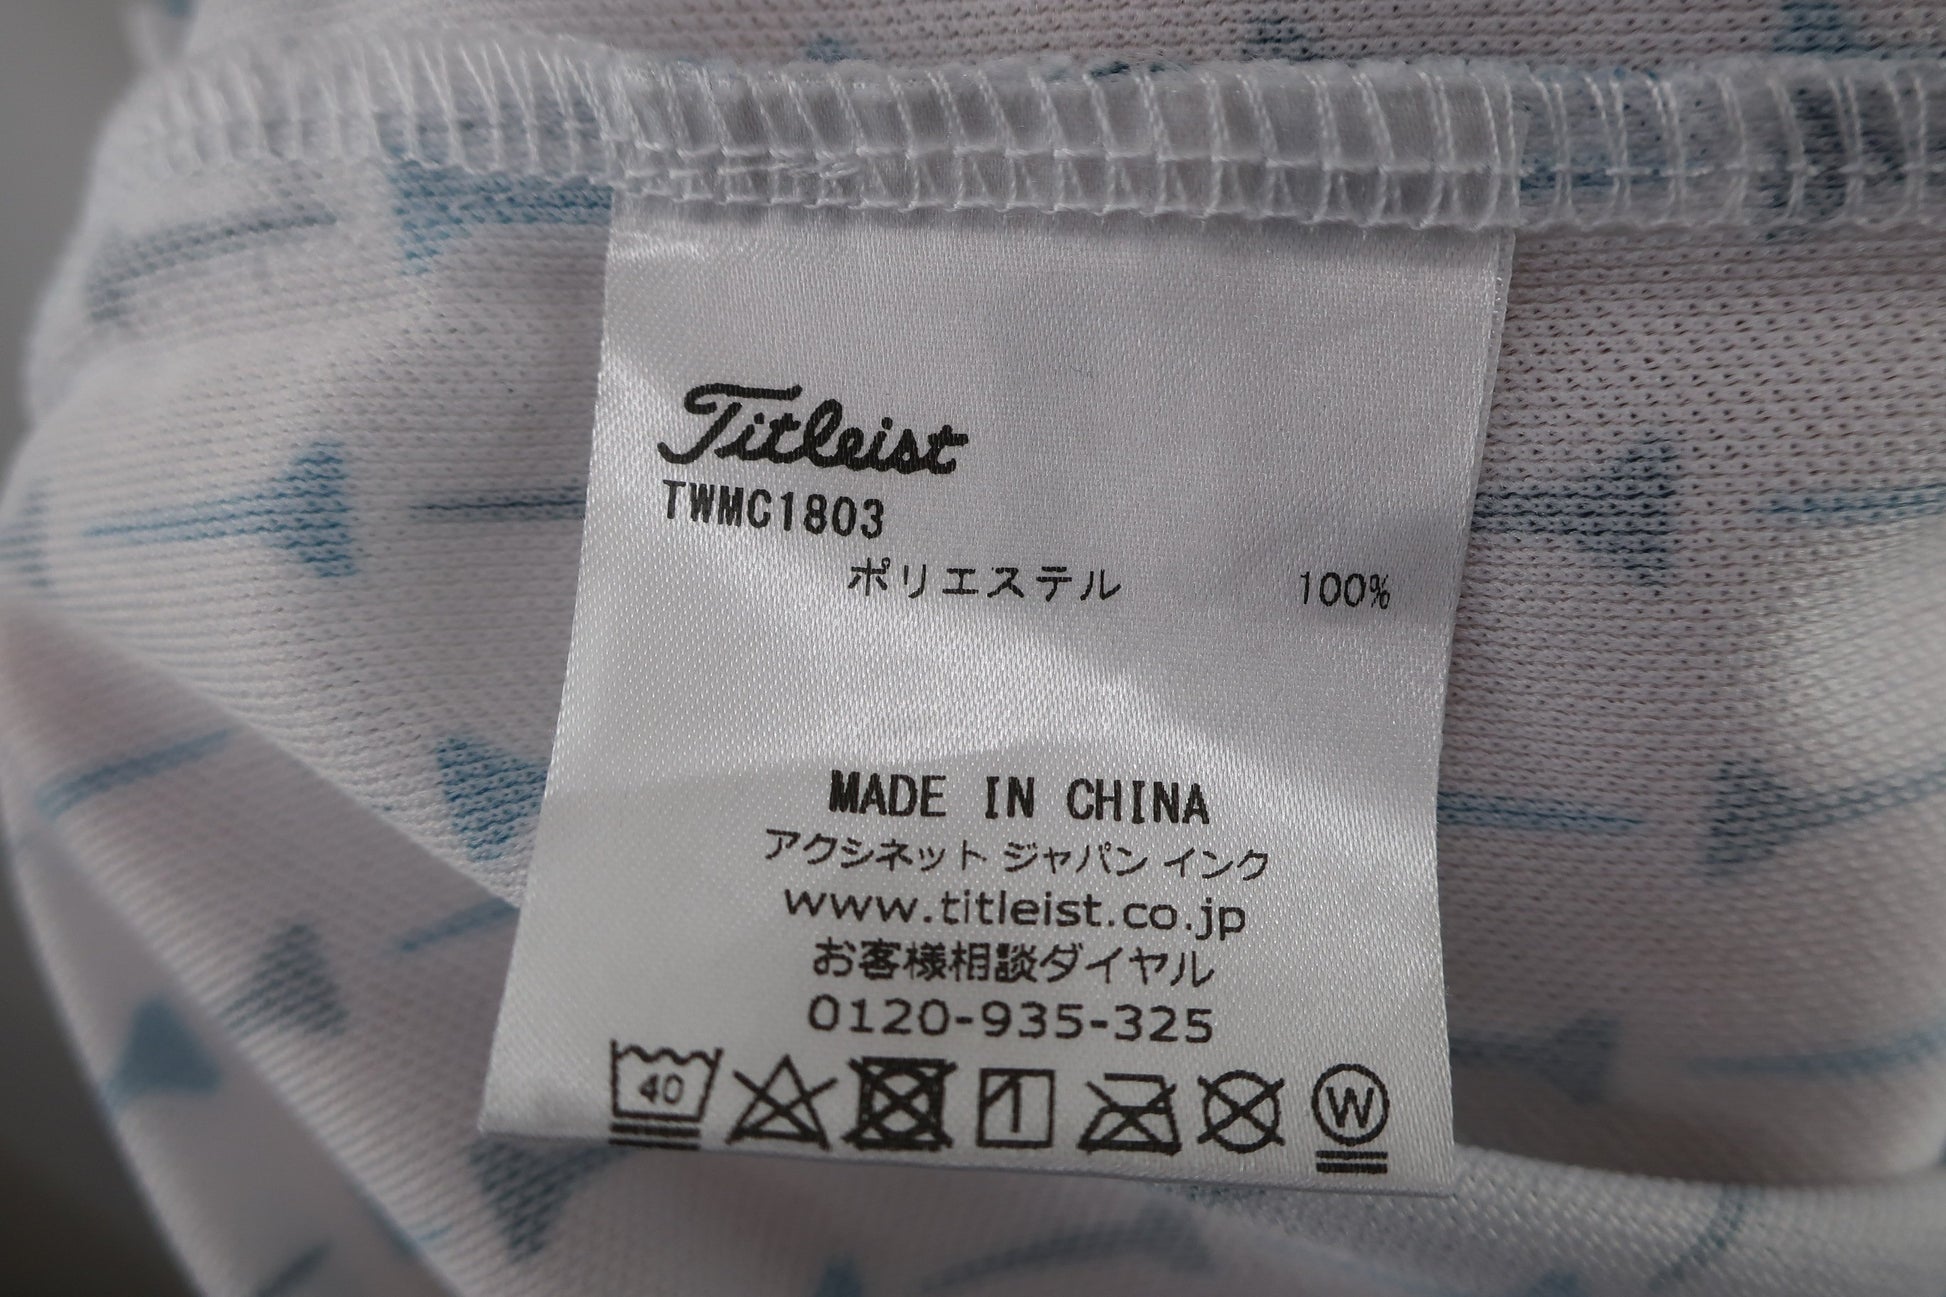 Titleist
TWMC1803
ポリエステル 100%
MADE IN CHINA
アクシネット ジャパン インク
www.titleist.co.jp
お客様相談ダイヤル
0120-935-325
40 W